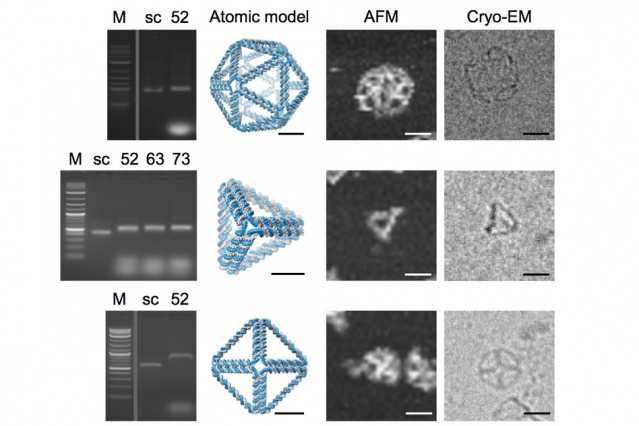 M sc 52 Atomic model AFM Cryo-EM
M sc 52 63 73
M sc 52